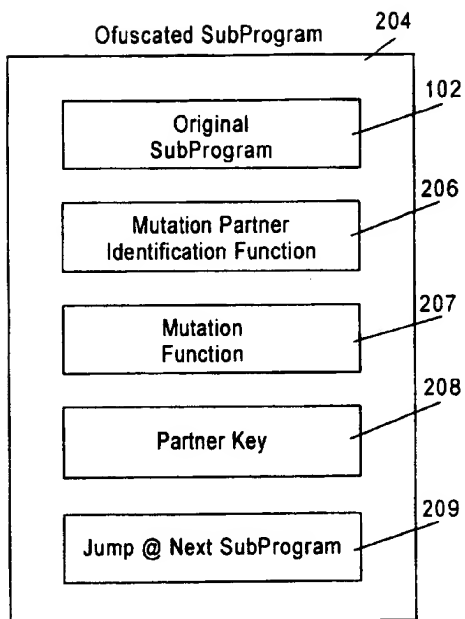 Ofuscated SubProgram
204
Original
SubProgram
102
Mutation Partner
Identification Function
206
Mutation
Function
207
Partner Key
208
Jump @ Next SubProgram
209